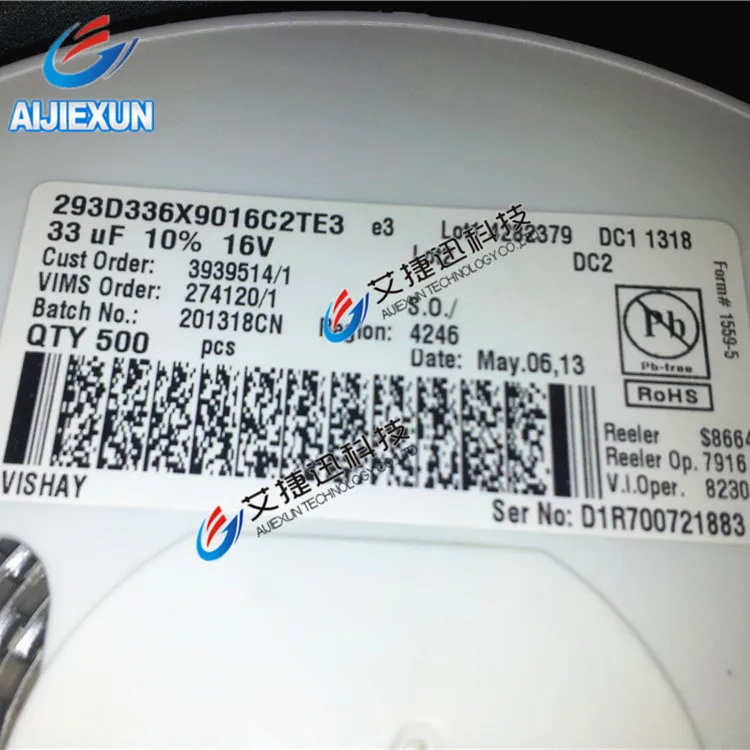 AIJIEXUN
293D336X9016C2TE3 e3 Lot# DC1 1318
33 uF 10% 16V DC2
Cust Order: 3939514/1
VIMS Order: 274120/1 S.O./
Batch No.: 201318CN Region: 4246
QTY 500 pcs Date: May.06,13
Form# 1559-5
Pb
Pb-free
RoHS
Reeler S8664
Reeler Op. 7916
V.I.Oper. 8230
VISHAY Ser No: D1R700721883
艾捷迅科技
AIJIEXUN TECHNOLOGY CO.,LTD
艾捷迅科技
AIJIEXUN TECHNOLOGY CO.,LTD